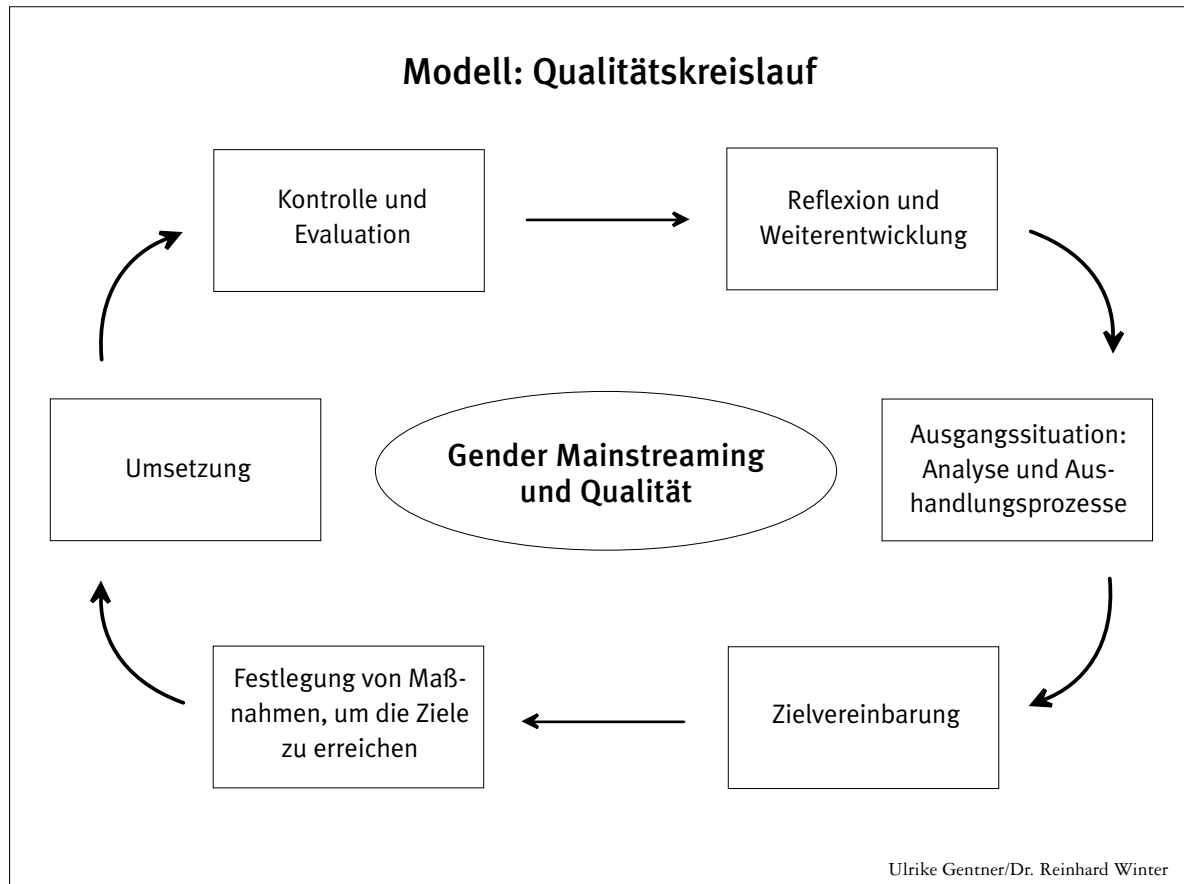 Modell: Qualitätskreislauf
Kontrolle und
Evaluation
Reflexion und
Weiterentwicklung
Ausgangssituation:
Analyse und Aus-
handlungsprozesse
Umsetzung
Gender Mainstreaming
und Qualität
Festlegung von Maß-
nahmen, um die Ziele
zu erreichen
Zielvereinbarung
Ulrike Gentner/Dr. Reinhard Winter